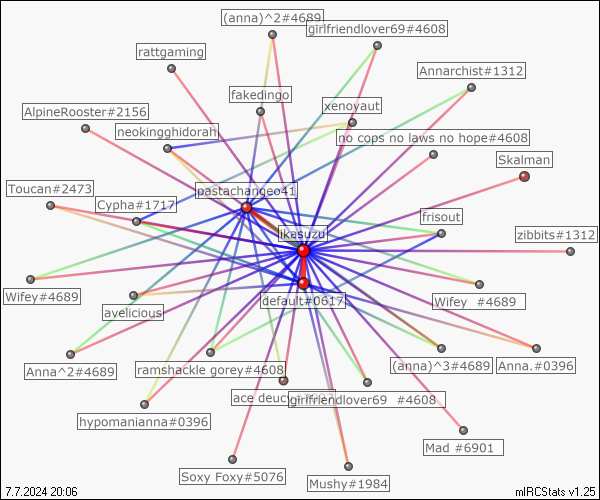 (anna)^2#4689
girlfriendlover69#4608
rattgaming
Annarchist#1312
fakedingo
xenoyaut
AlpineRooster#2156
neokingghidorah
no cops no laws no hope#4608
Skalman
Toucan#2473
pastachangeo41
Cypha#1717
frisout
ikesuzu
zibbits#1312
Wifey#4689
default#0617
Wifey #4689
avelicious
Anna^2#4689
ramshackle gorey#4608
(anna)^3#4689
Anna.#0396
ace deucy
girlfriendlover69 #4608
hypomanianna#0396
Mad #6901
Soxy Foxy#5076
Mushy#1984
7.7.2024 20:06
mIRCStats v1.25